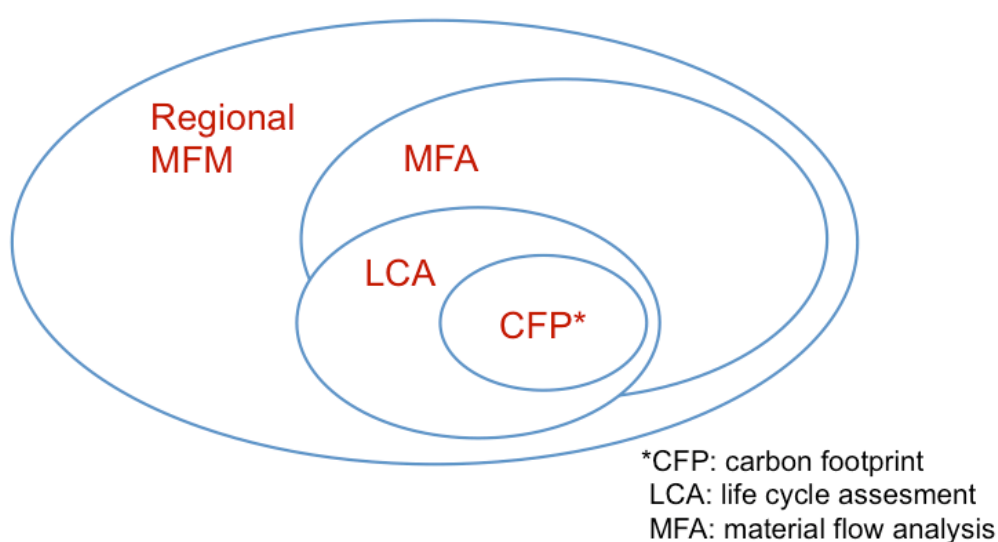 Regional
MFM
MFA
LCA
CFP*
*CFP: carbon footprint
LCA: life cycle assesment
MFA: material flow analysis